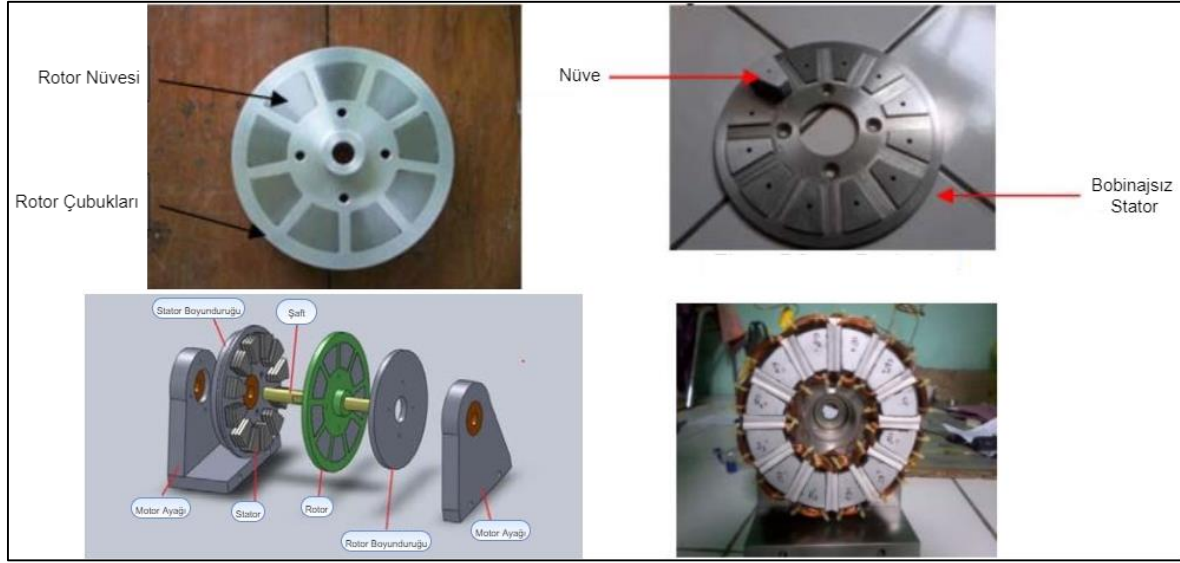 Rotor Nüvesi
Rotor Çubukları
Nüve
Bobinajsız
Stator
Stator Boyunduruğu
Şaft
Motor Ayağı
Stator
Rotor
Rotor Boyunduruğu
Motor Ayağı